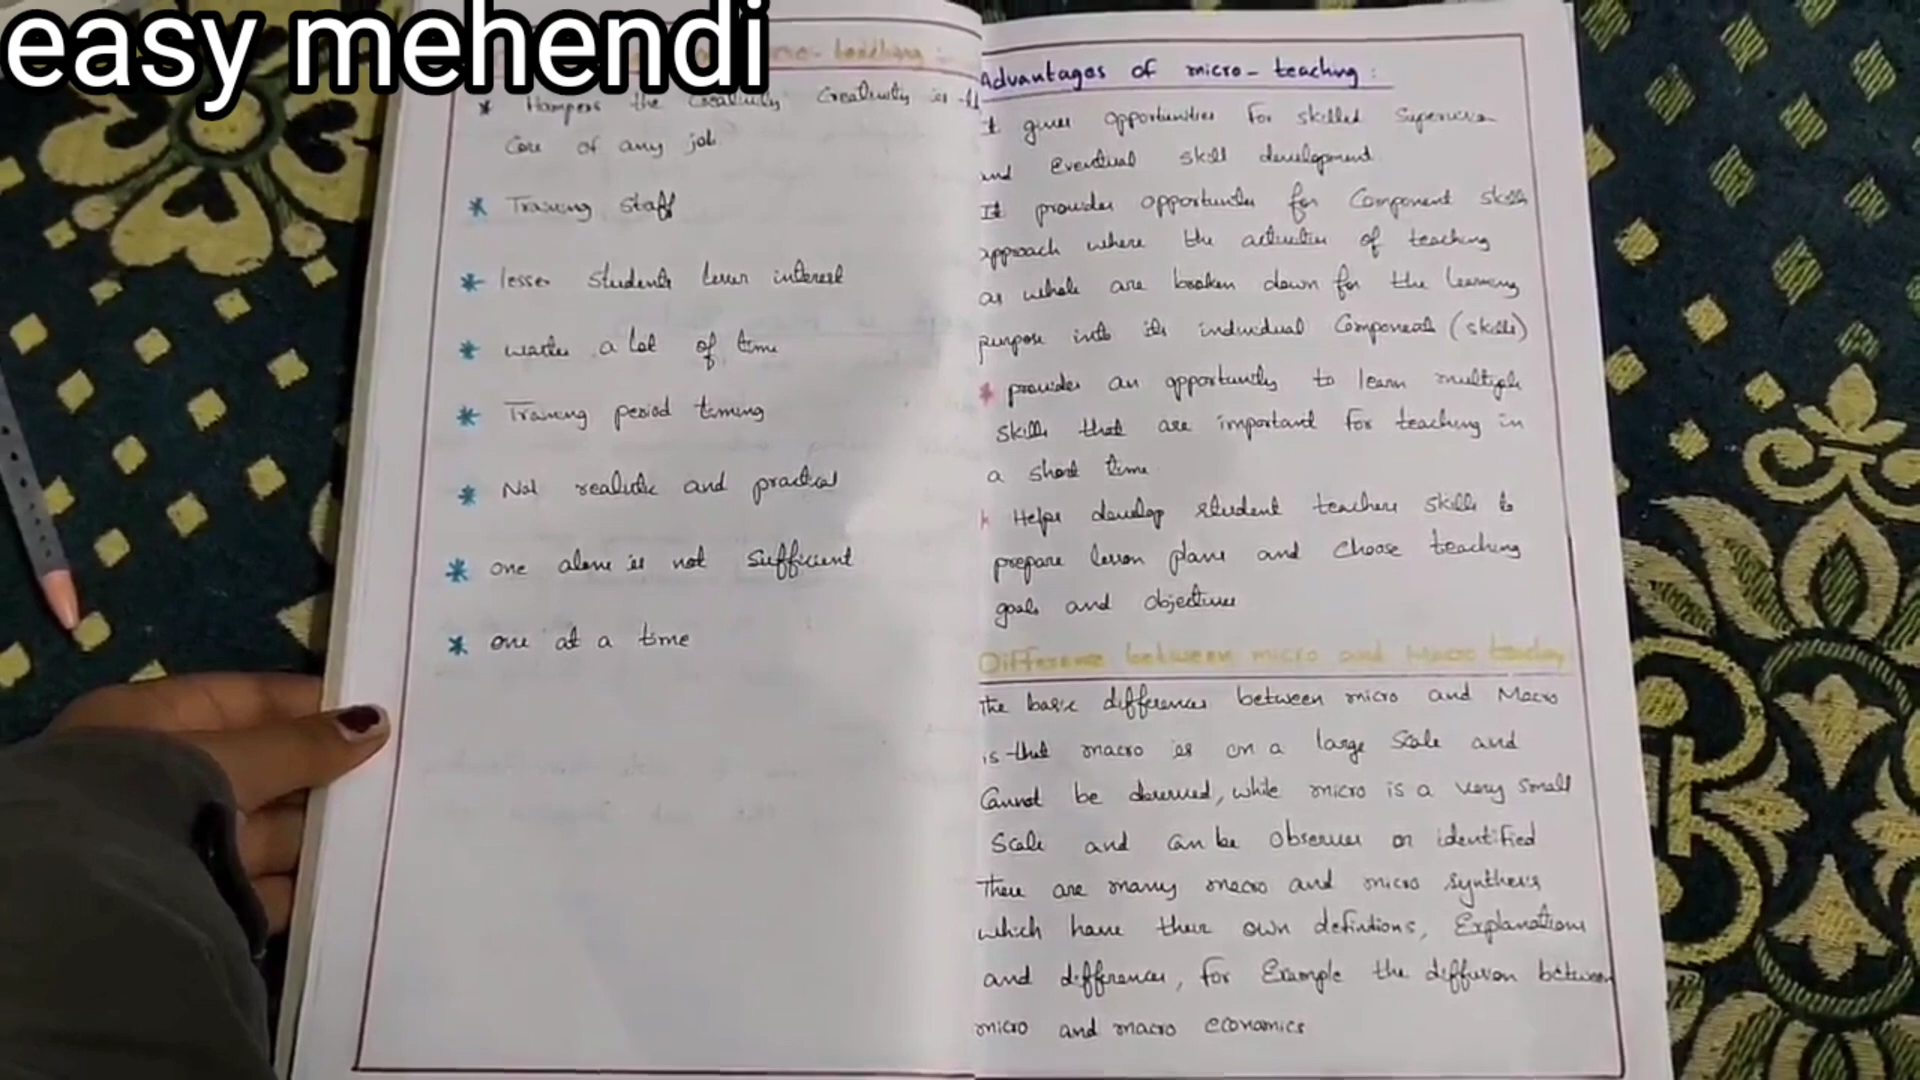 easy mehendi
* Hampers the Creativity Creativity is th
Core of any job
* Training staff
* lesser students lesser interest
* wastes a lot of time
* Training period timing
* Not realistic and practical
* one alone is not sufficient
* one at a time
Advantages of micro-teaching :
It gives opportunities for skilled
and eventual skill development
It provides opportunities for Component skills
approach where the activities of teaching
as whole are broken down for the learning
purpose into its individual Components (skills)
* provides an opportunity to learn multiple
skills that are important for teaching in
a short time
Helps develop student teachers skills to
prepare lesson plans and choose teaching
goals and objectives
Difference between micro and Macro teaching
The basic differences between micro and Macro
is that macro is on a large Scale and
Cannot be observed, while micro is a very small
Scale and can be observes or identified
There are many macro and micro synthesis
which have their own defintions, Explanations
and differences, for Example the between
micro and macro economics